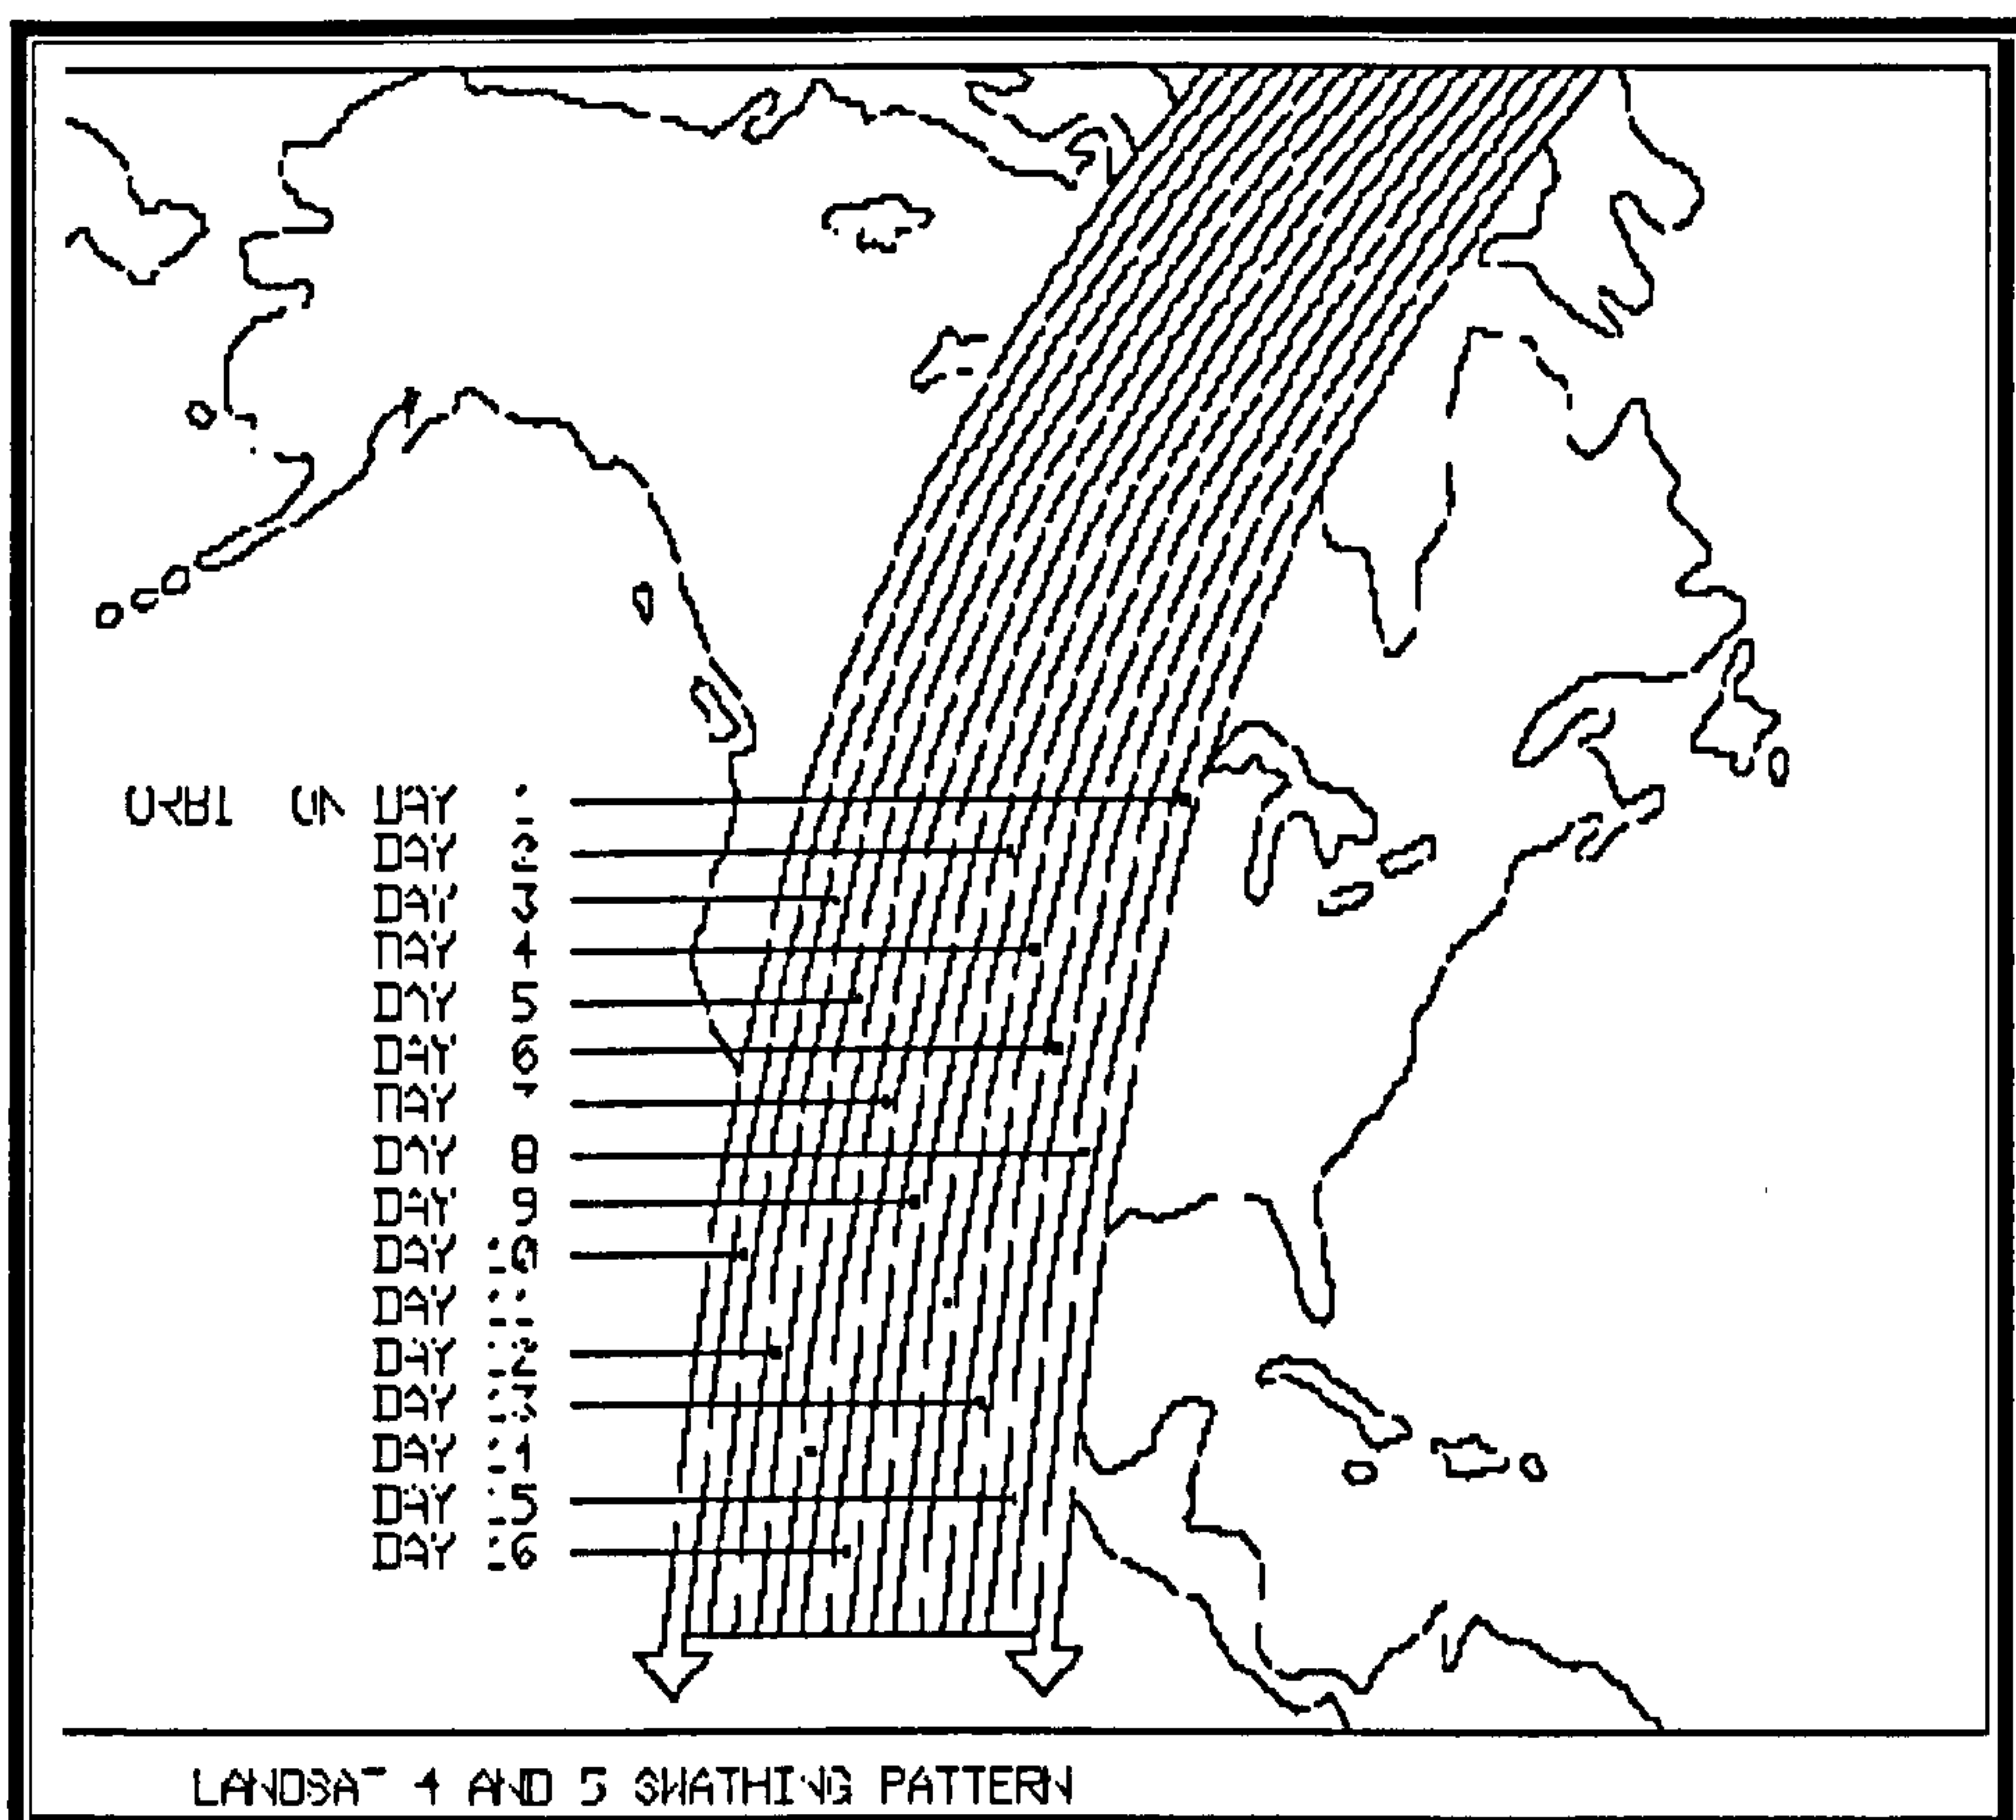 ORBIT ON DAY 1
DAY 2
DAY 3
DAY 4
DAY 5
DAY 6
DAY 7
DAY 8
DAY 9
DAY 10
DAY 11
DAY 12
DAY 13
DAY 14
DAY 15
DAY 16
LANDSAT 4 AND 5 SWATHING PATTERN